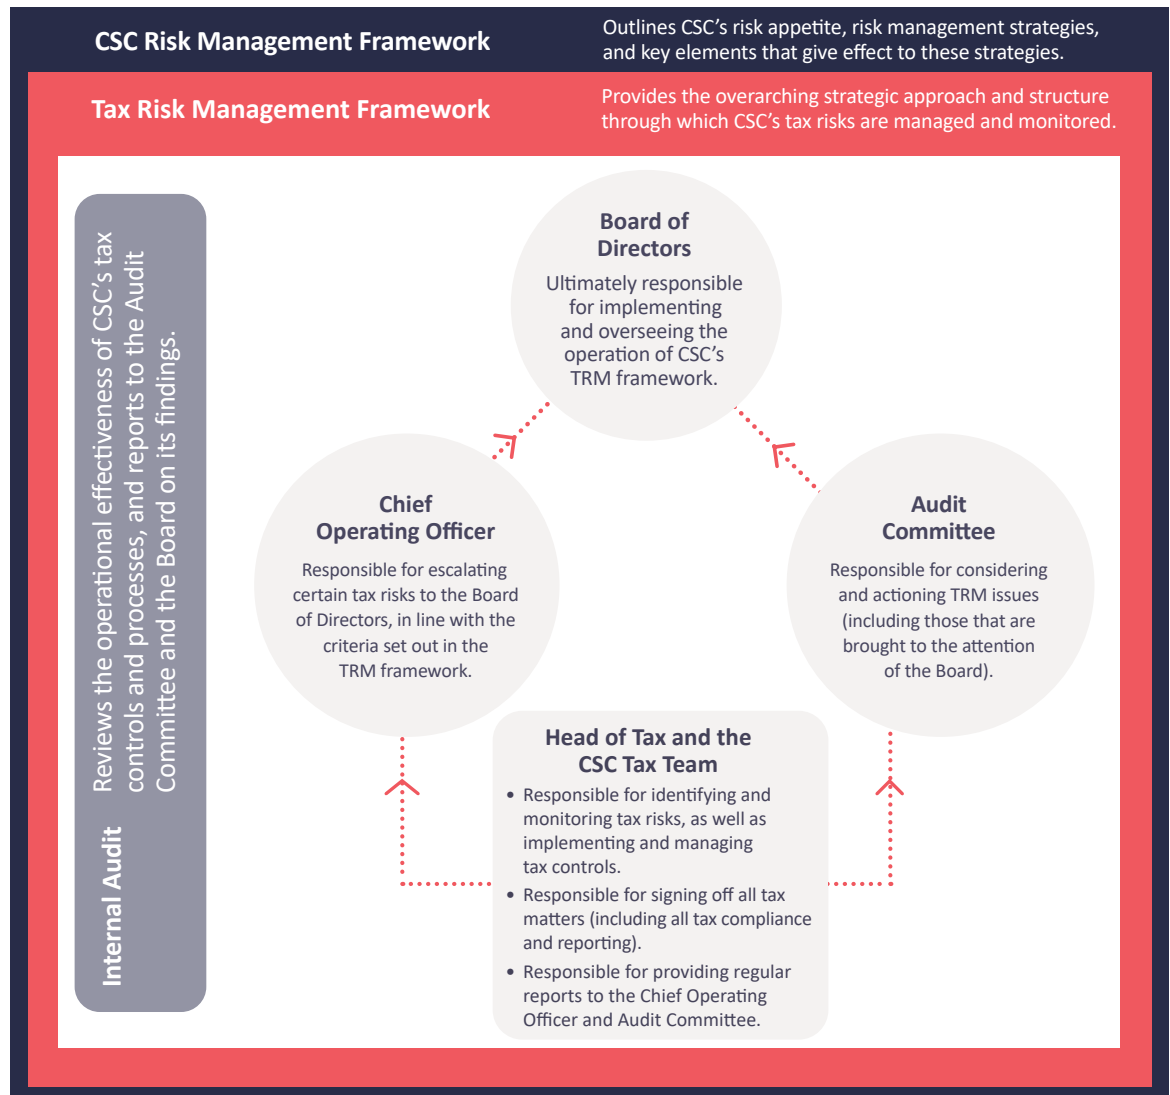 CSC Risk Management Framework
Outlines CSC’s risk appetite, risk management strategies,
and key elements that give effect to these strategies.
Tax Risk Management Framework
Provides the overarching strategic approach and structure
through which CSC’s tax risks are managed and monitored.
Internal Audit
Reviews the operational effectiveness of CSC’s tax
controls and processes, and reports to the Audit
Committee and the Board on its findings.
Board of
Directors
Ultimately responsible
for implementing
and overseeing the
operation of CSC’s
TRM framework.
Chief
Operating Officer
Responsible for escalating
certain tax risks to the Board
of Directors, in line with the
criteria set out in the
TRM framework.
Audit
Committee
Responsible for considering
and actioning TRM issues
(including those that are
brought to the attention
of the Board).
Head of Tax and the
CSC Tax Team
• Responsible for identifying and
monitoring tax risks, as well as
implementing and managing
tax controls.
• Responsible for signing off all tax
matters (including all tax compliance
and reporting).
• Responsible for providing regular
reports to the Chief Operating
Officer and Audit Committee.